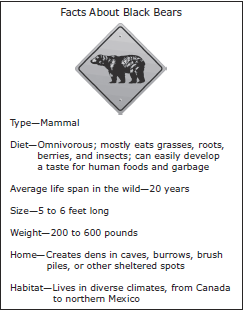 Facts About Black Bears
Type—Mammal
Diet—Omnivorous; mostly eats grasses, roots,
berries, and insects; can easily develop
a taste for human foods and garbage
Average life span in the wild—20 years
Size—5 to 6 feet long
Weight—200 to 600 pounds
Home—Creates dens in caves, burrows, brush
piles, or other sheltered spots
Habitat—Lives in diverse climates, from Canada
to northern Mexico